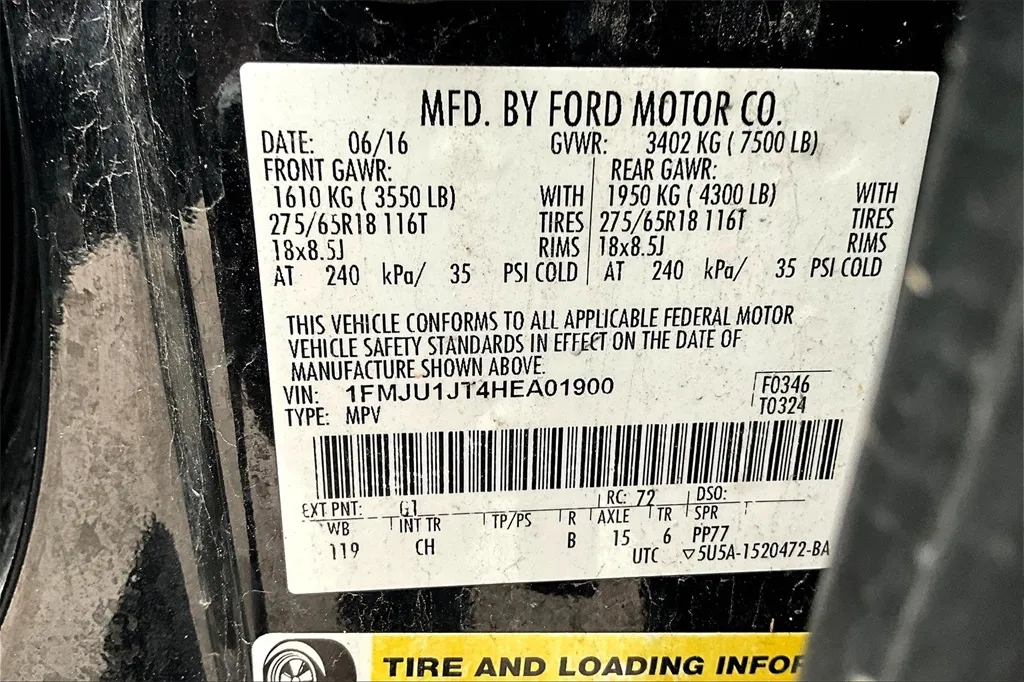 MFD. BY FORD MOTOR CO.
DATE: 06/16 GVWR: 3402 KG ( 7500 LB)
FRONT GAWR: REAR GAWR:
1610 KG ( 3550 LB) WITH 1950 KG ( 4300 LB) WITH
275/65R18 116T TIRES 275/65R18 116T TIRES
18x8.5J RIMS 18x8.5J RIMS
AT 240 kPa/ 35 PSI COLD AT 240 kPa/ 35 PSI COLD
THIS VEHICLE CONFORMS TO ALL APPLICABLE FEDERAL MOTOR
VEHICLE SAFETY STANDARDS IN EFFECT ON THE DATE OF
MANUFACTURE SHOWN ABOVE.
VIN: 1FMJU1JT4HEA01900 F0346
TYPE: MPV T0324
EXT PNT: G1 RC: 72 DSO:
WB INT TR TP/PS R AXLE TR SPR
119 CH B 15 6 PP77
UTC ▽5U5A-1520472-BA
TIRE AND LOADING INFOR